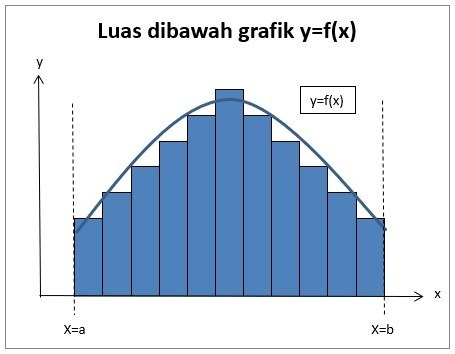 Luas dibawah grafik y=f(x)
y
y=f(x)
x
X=a
X=b